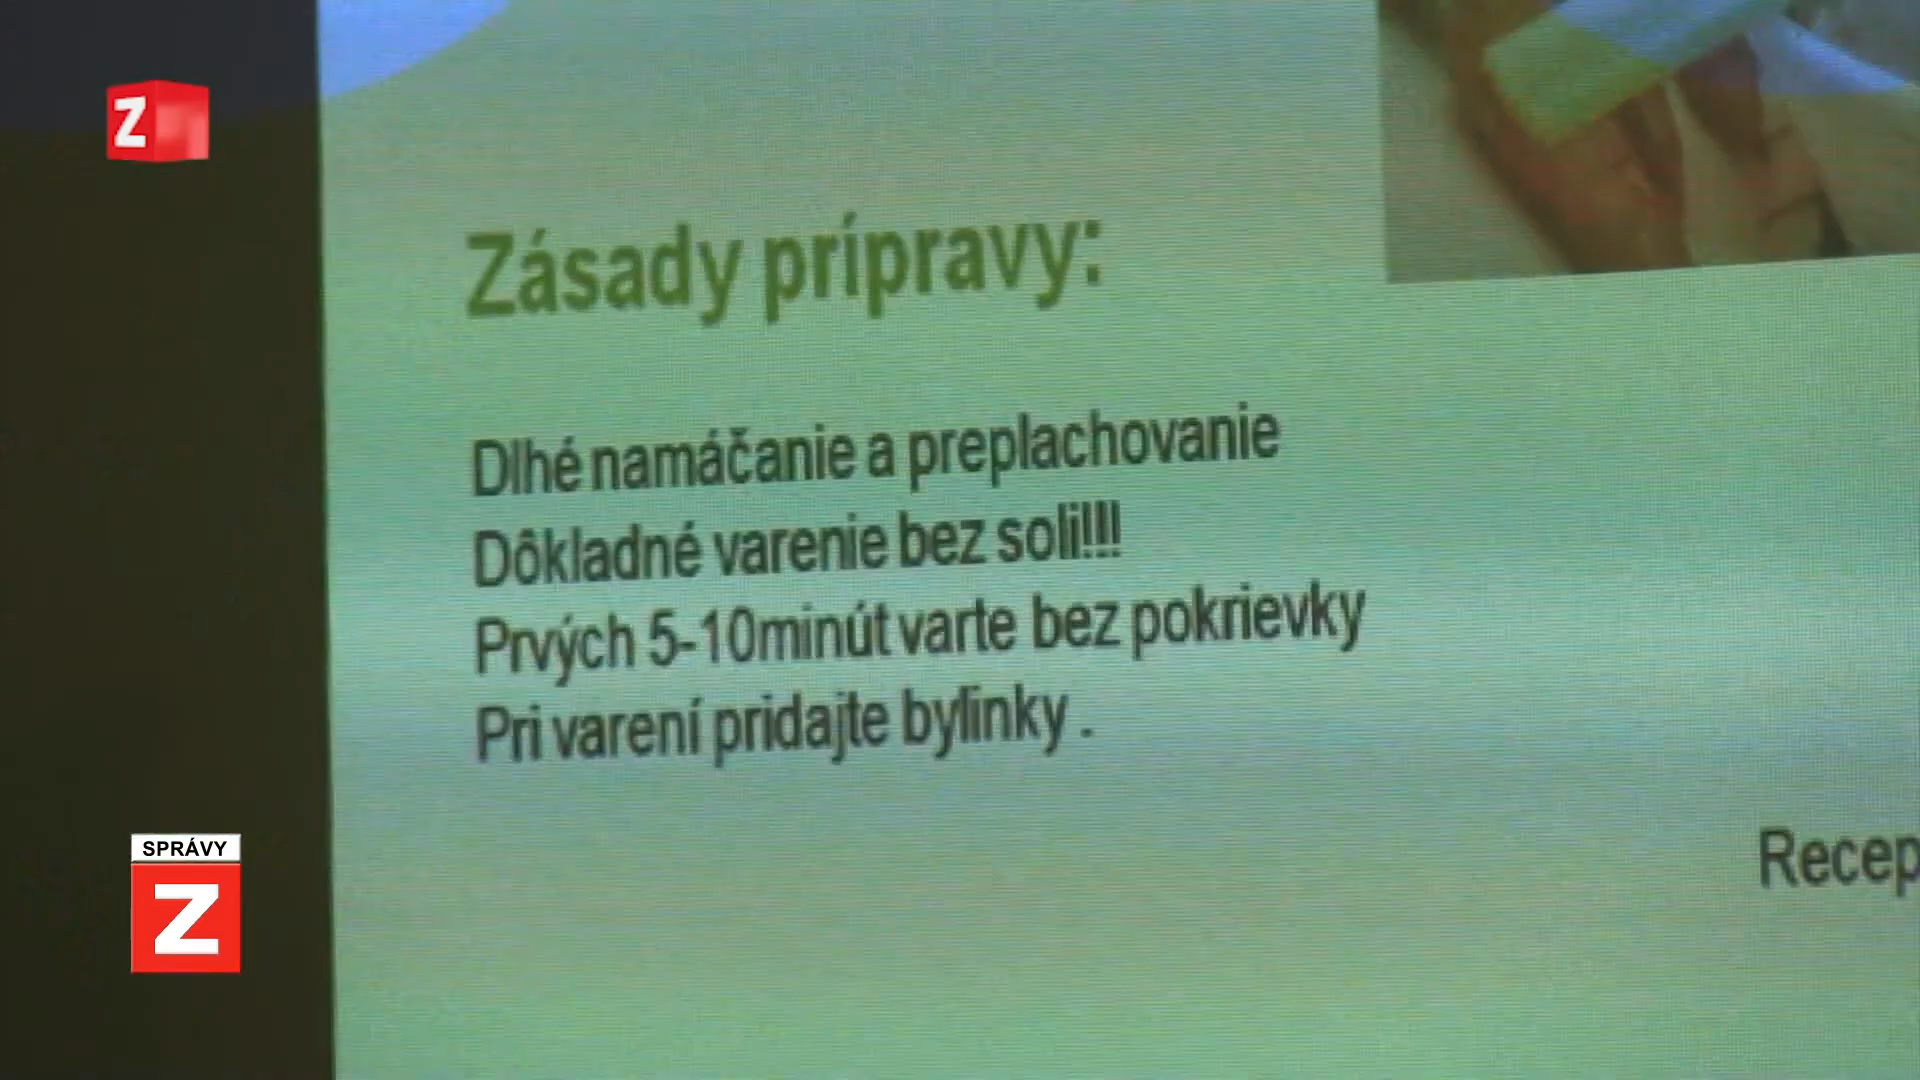 Z
Zásady prípravy:
Dlhé namáčanie a preplachovanie
Dôkladné varenie bez soli!!!
Prvých 5-10minút varte bez pokrievky
Pri varení pridajte bylinky .
Recep
SPRÁVY
Z